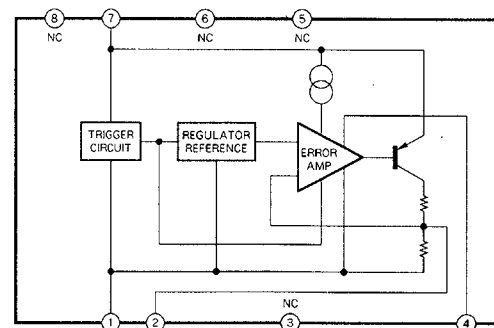 8 7 6 5
NC NC NC
TRIGGER
CIRCUIT
REGULATOR
REFERENCE
ERROR
AMP
NC
1 2 3 4